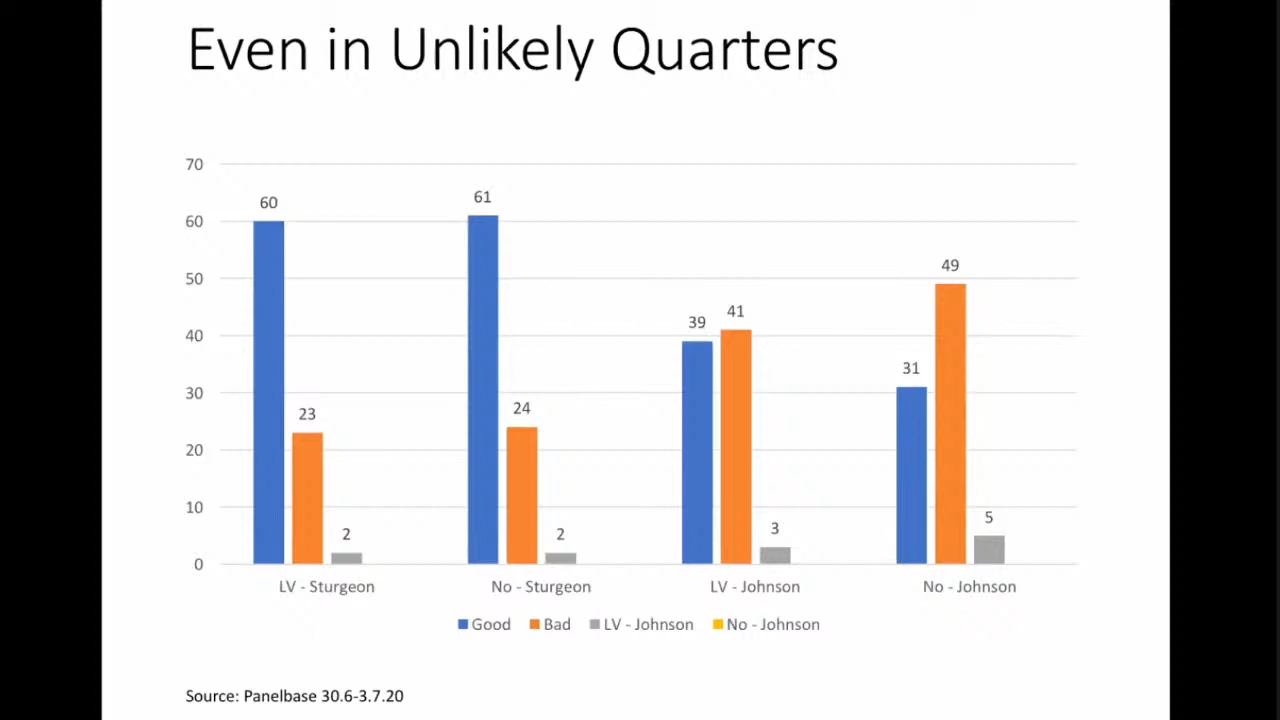 Even in Unlikely Quarters
70
60
50
40
30
20
10
0
60
23
2
61
24
2
39
41
3
31
49
5
LV - Sturgeon
No - Sturgeon
LV - Johnson
No - Johnson
Good
Bad
LV - Johnson
No - Johnson
Source: Panelbase 30.6-3.7.20